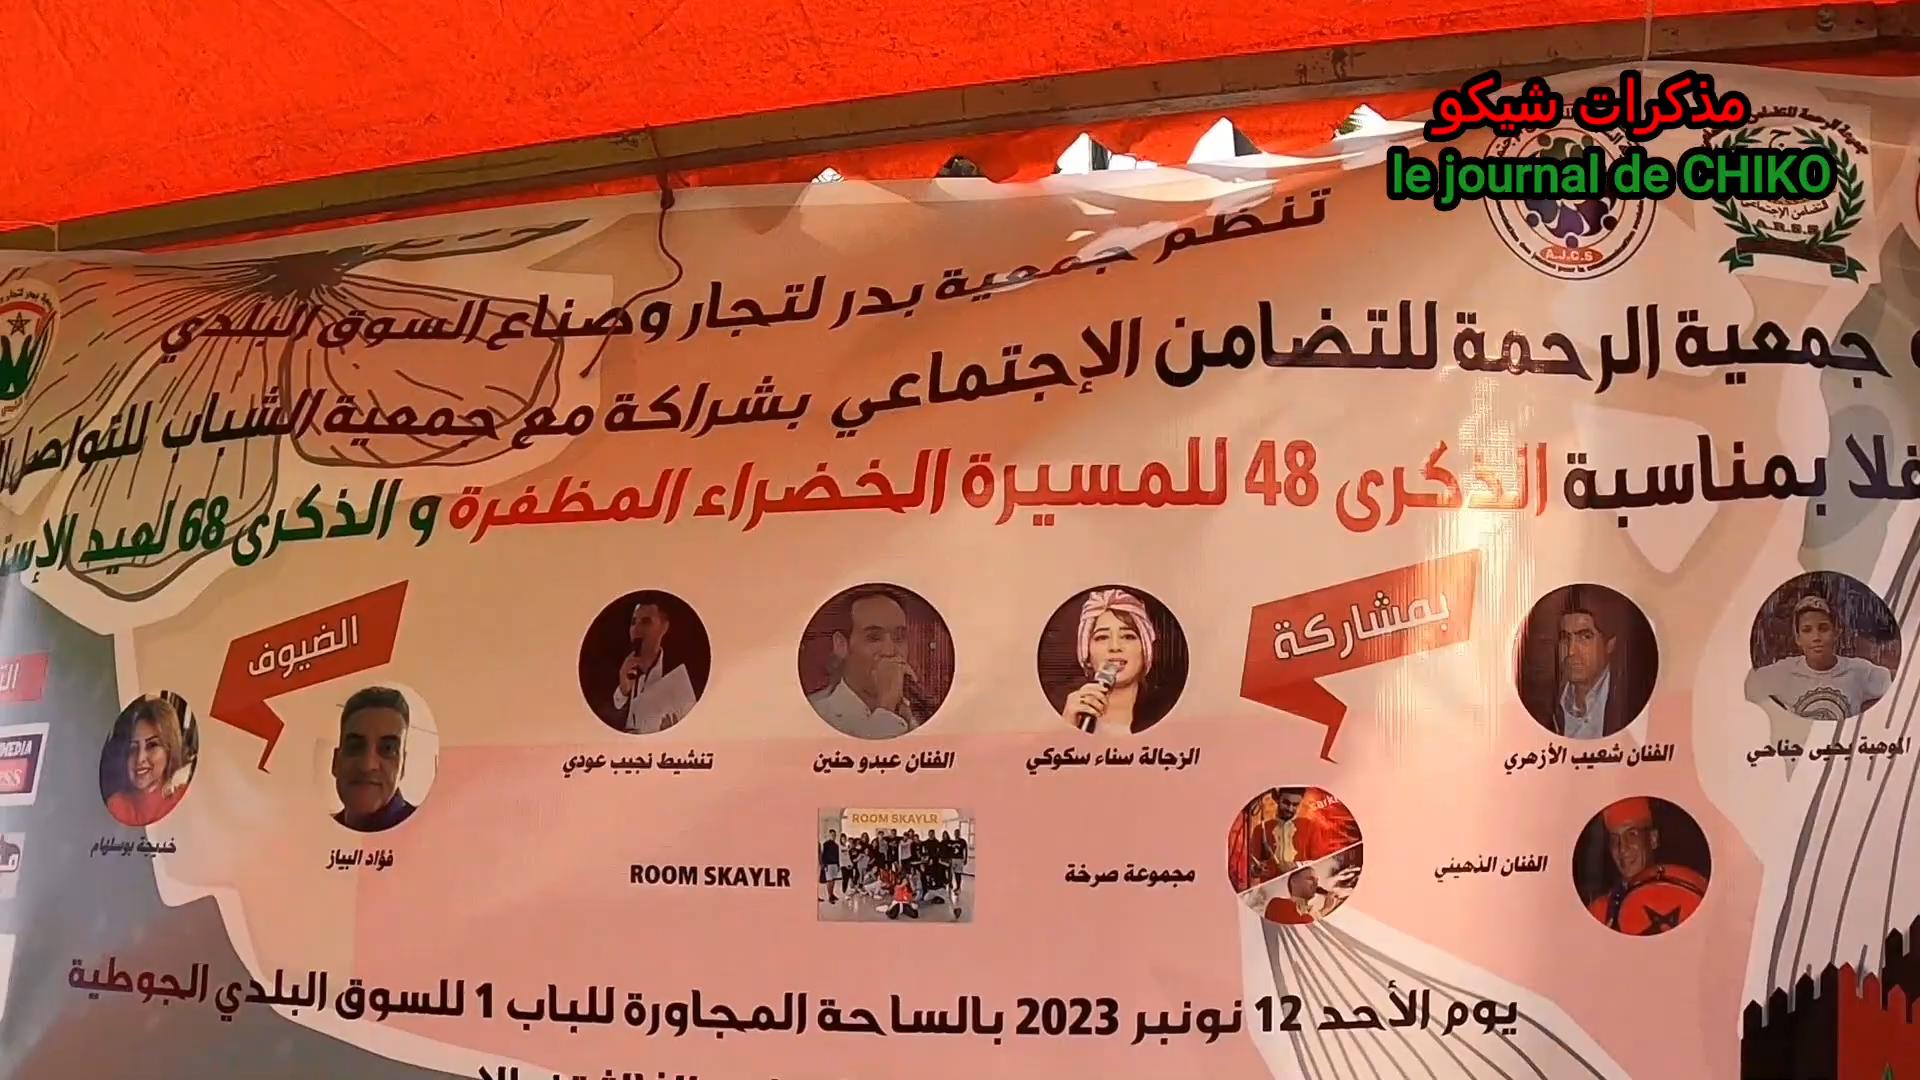 مذكرات شيكو
le journal de CHIKO
A.J.C.S
A.R.S.S
تنظم جمعية بدر لتجار وصناع السوق البلدي
جمعية الرحمة للتضامن الإجتماعي بشراكة مع جمعية الشباب للتواصل
بمناسبة الذكرى 48 للمسيرة الخضراء المظفرة و الذكرى 68 لعيد
بمشاركة
الضيوف
الموهبة يحيى جناحي
الفنان شعيب الأزهري
الزجالة سناء سكوكي
الفنان عبدو حنين
تنشيط نجيب عودي
فؤاد البياز
خديجة بوسلهام
الفنان الذهيني
مجموعة صرخة
ROOM SKAYLR
ROOM SKAYLR
يوم الأحد 12 نونبر 2023 بالساحة المجاورة للباب 1 للسوق البلدي الجوطية